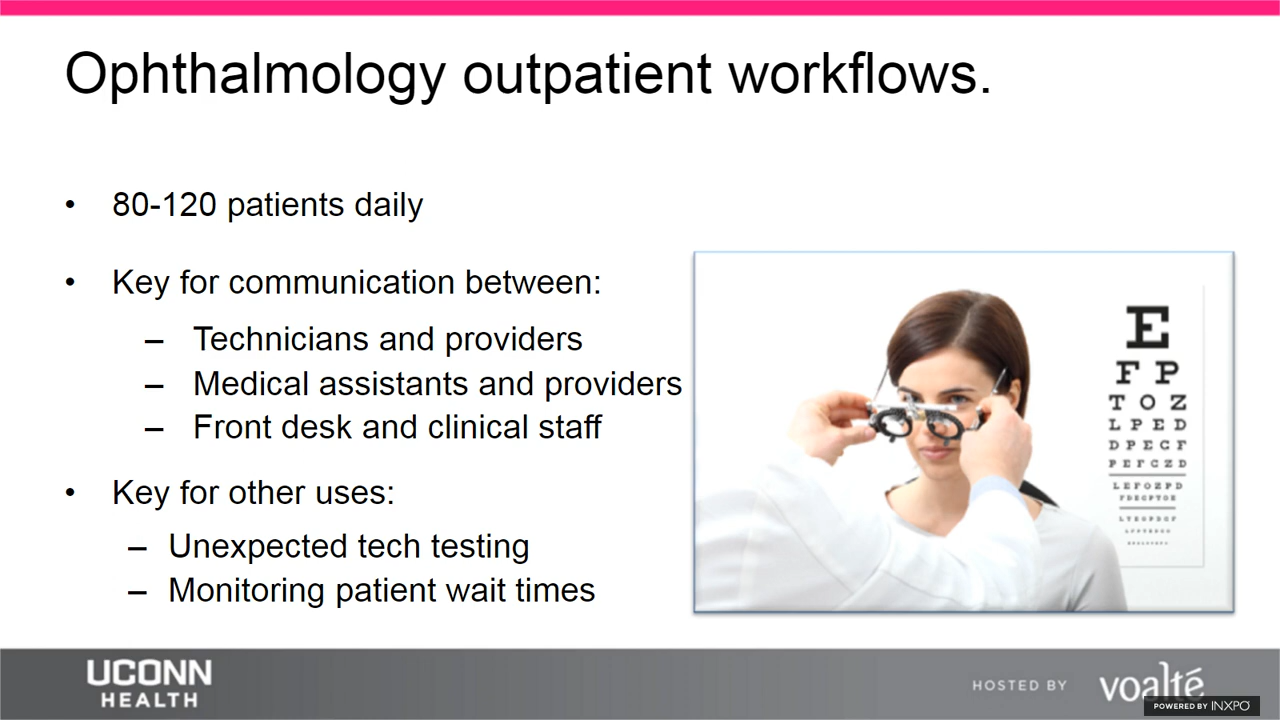 Ophthalmology outpatient workflows.
• 80-120 patients daily
• Key for communication between:
– Technicians and providers
– Medical assistants and providers
– Front desk and clinical staff
• Key for other uses:
– Unexpected tech testing
– Monitoring patient wait times
E
F P
T O Z
L P E D
D P E C F
P E F C Z D
L E F O Z P D
F D E C P T O E
UCONN
HEALTH
HOSTED BY
voalté
POWERED BY INXPO